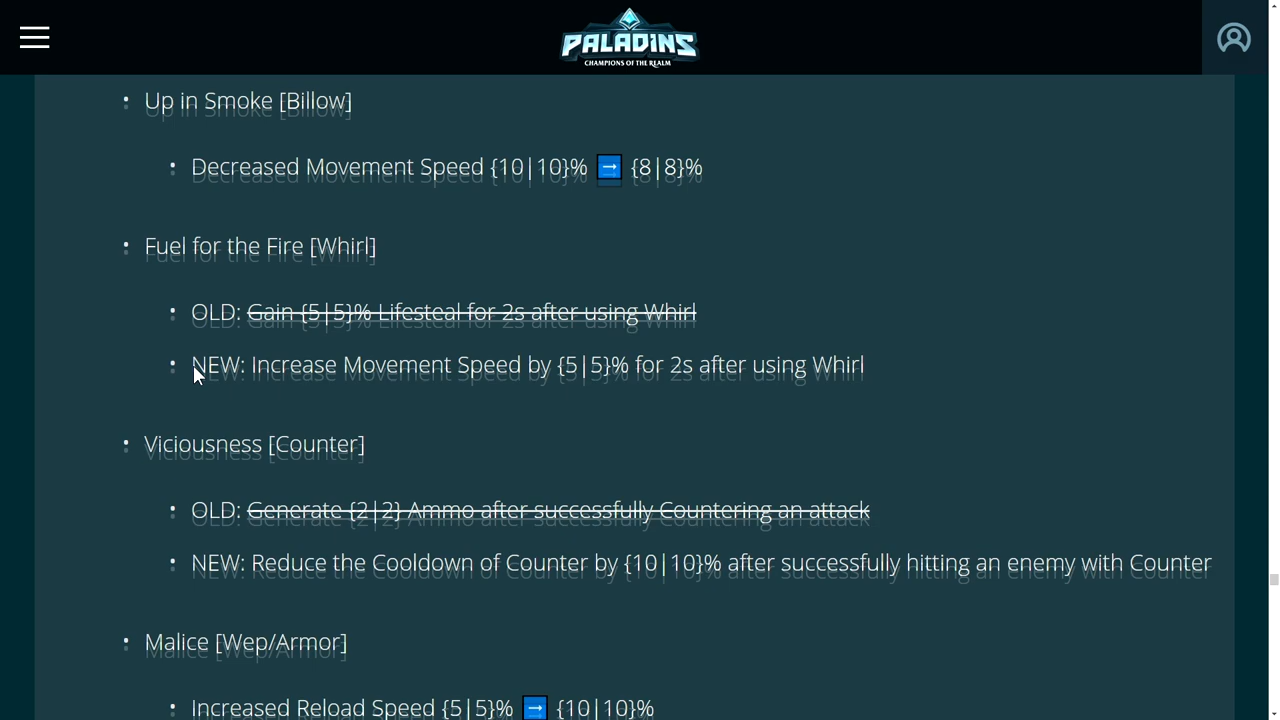 PALADINS
CHAMPIONS OF THE REALM
• Up in Smoke [Billow]
• Decreased Movement Speed {10|10}% ➡ {8|8}%
• Fuel for the Fire [Whirl]
• OLD: Gain {5|5}% Lifesteal for 2s after using Whirl
• NEW: Increase Movement Speed by {5|5}% for 2s after using Whirl
• Viciousness [Counter]
• OLD: Generate {2|2} Ammo after successfully Countering an attack
• NEW: Reduce the Cooldown of Counter by {10|10}% after successfully hitting an enemy with Counter
• Malice [Wep/Armor]
• Increased Reload Speed {5|5}% ➡ {10|10}%